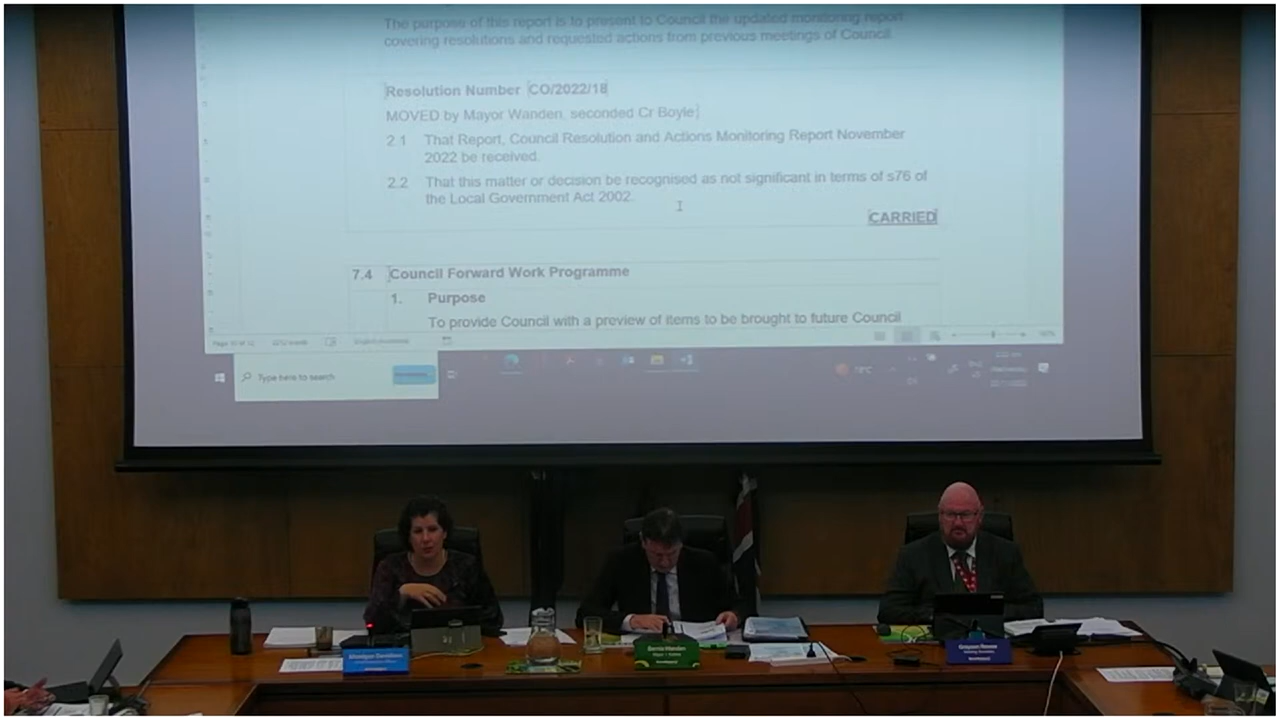 The purpose of this report is to present to Council the updated monitoring report
covering resolutions and requested actions from previous meetings of Council
Resolution Number CO/2022/18
MOVED by Mayor Wanden, seconded Cr Boyle
2.1 That Report, Council Resolution and Actions Monitoring Report November
2022 be received.
2.2 That this matter or decision be recognised as not significant in terms of s76 of
the Local Government Act 2002.
CARRIED
7.4 Council Forward Work Programme
1. Purpose
To provide Council with a preview of items to be brought to future Council
Type here to search
Bernie Wanden